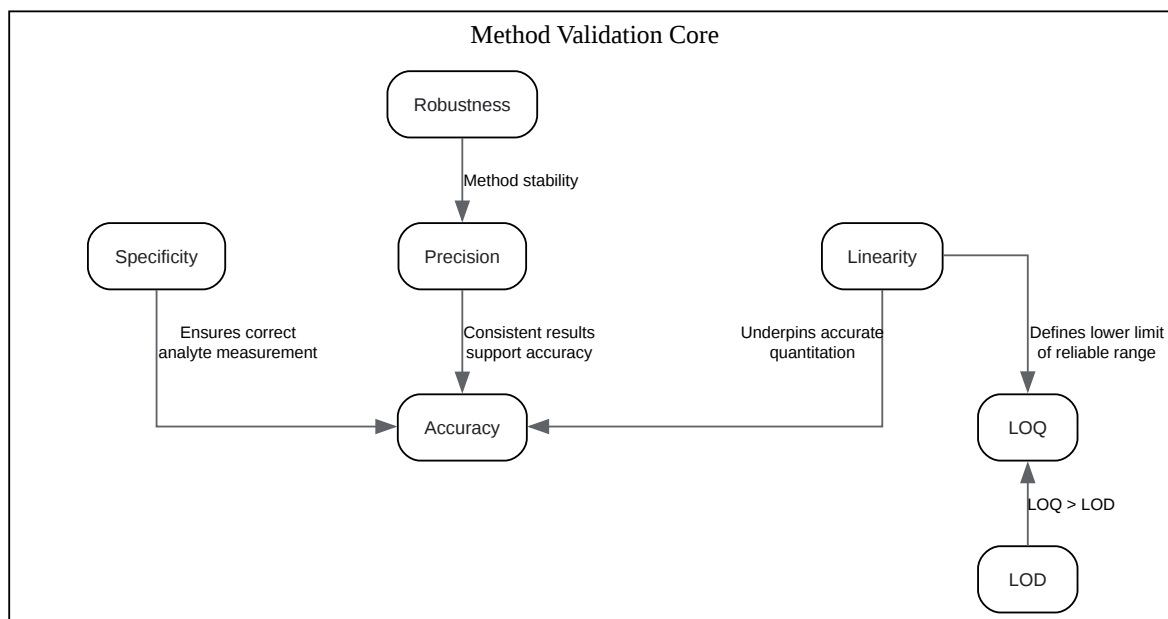 Method Validation Core
Robustness
Method stability
Specificity
Precision
Linearity
Ensures correct
analyte measurement
Consistent results
support accuracy
Underpins accurate
quantitation
Defines lower limit
of reliable range
Accuracy
LOQ
LOQ > LOD
LOD